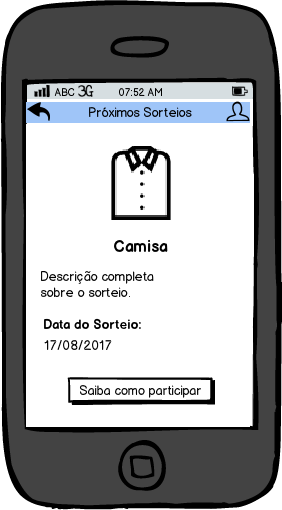 ABC 3G 07:52 AM
Próximos Sorteios
Camisa
Descrição completa
sobre o sorteio.
Data do Sorteio:
17/08/2017
Saiba como participar